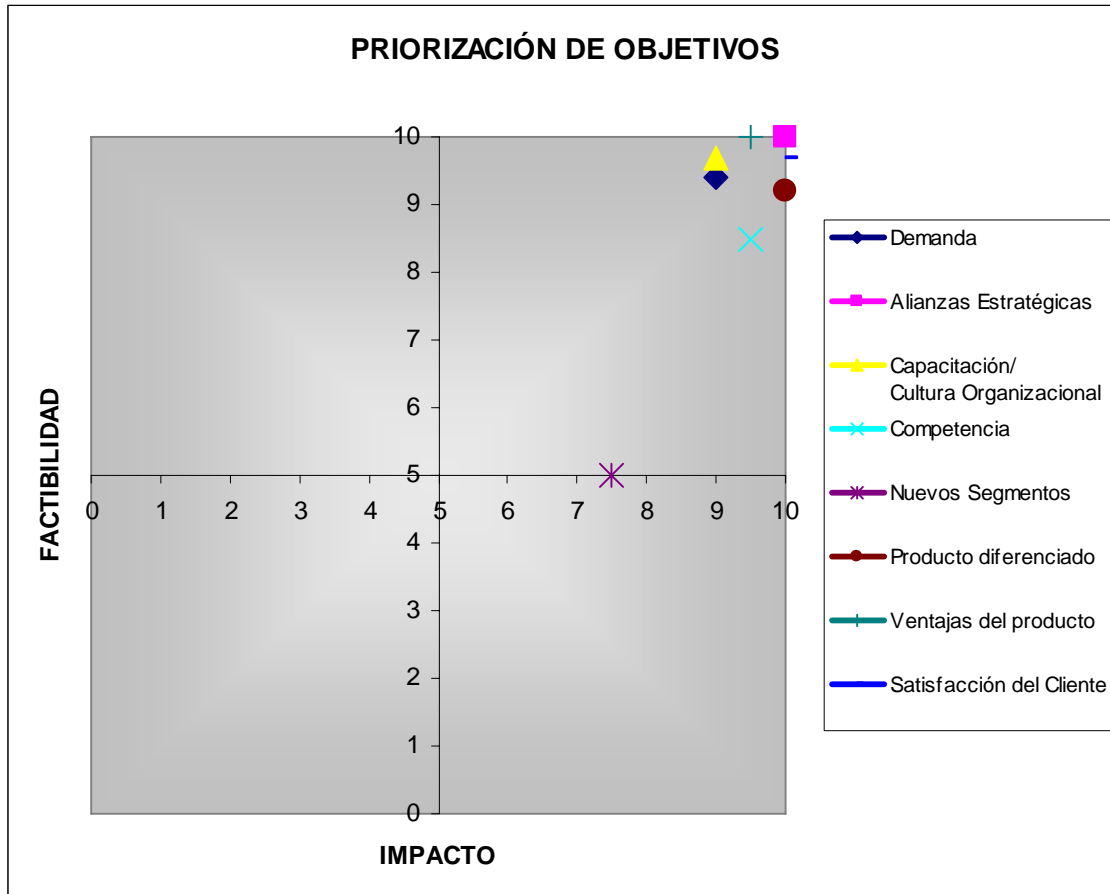 PRIORIZACIÓN DE OBJETIVOS
10
9
8
7
6
5
0 1 2 3 4 5 6 7 8 9 10
4
3
2
1
0
FACTIBILIDAD
IMPACTO
Demanda
Alianzas Estratégicas
Capacitación/
Cultura Organizacional
Competencia
Nuevos Segmentos
Producto diferenciado
Ventajas del producto
Satisfacción del Cliente